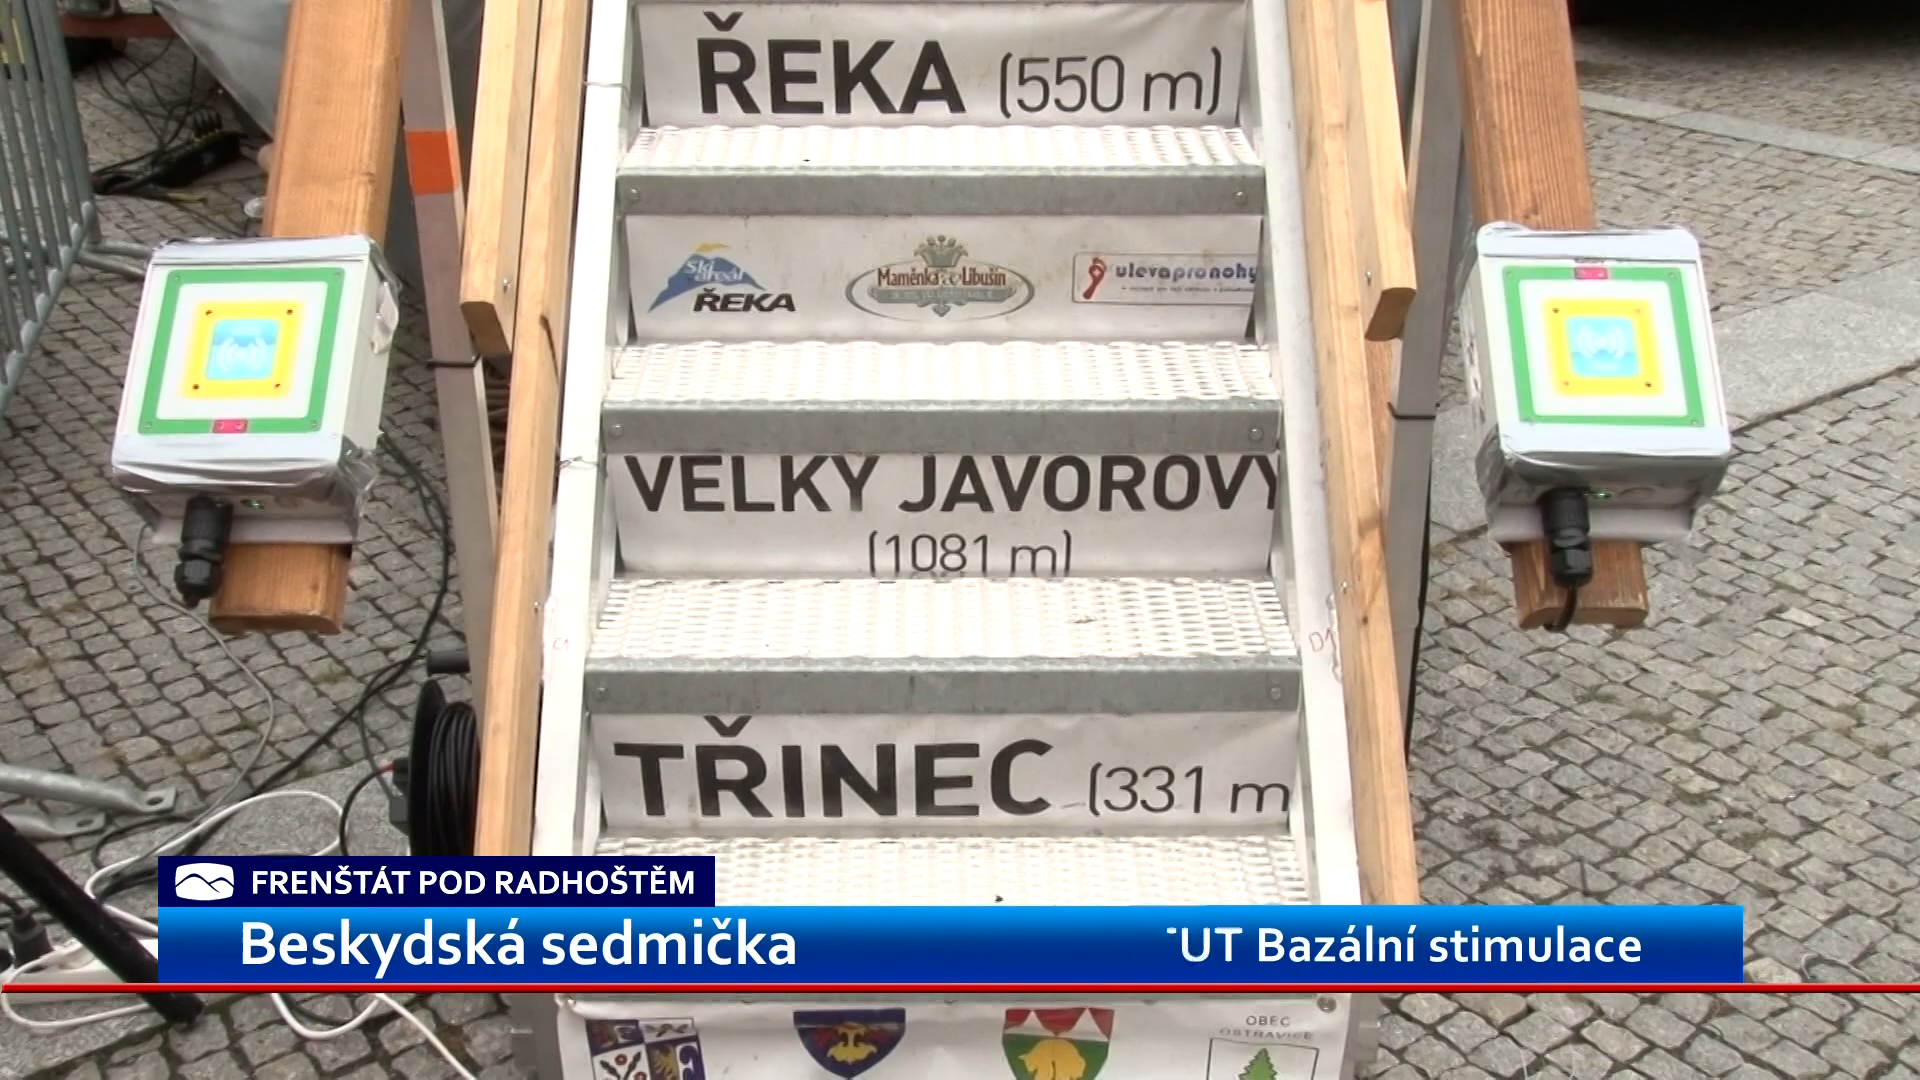 ŘEKA (550 m)
Ski
areál
ŘEKA
Maměnka & Libušín
ulevapronohy
VELKY JAVOROVY
(1081 m)
TŘINEC (331 m
D1
FRENŠTÁT POD RADHOŠTĚM
Beskydská sedmička
UT Bazální stimulace
OBEC
OSTRAVICE